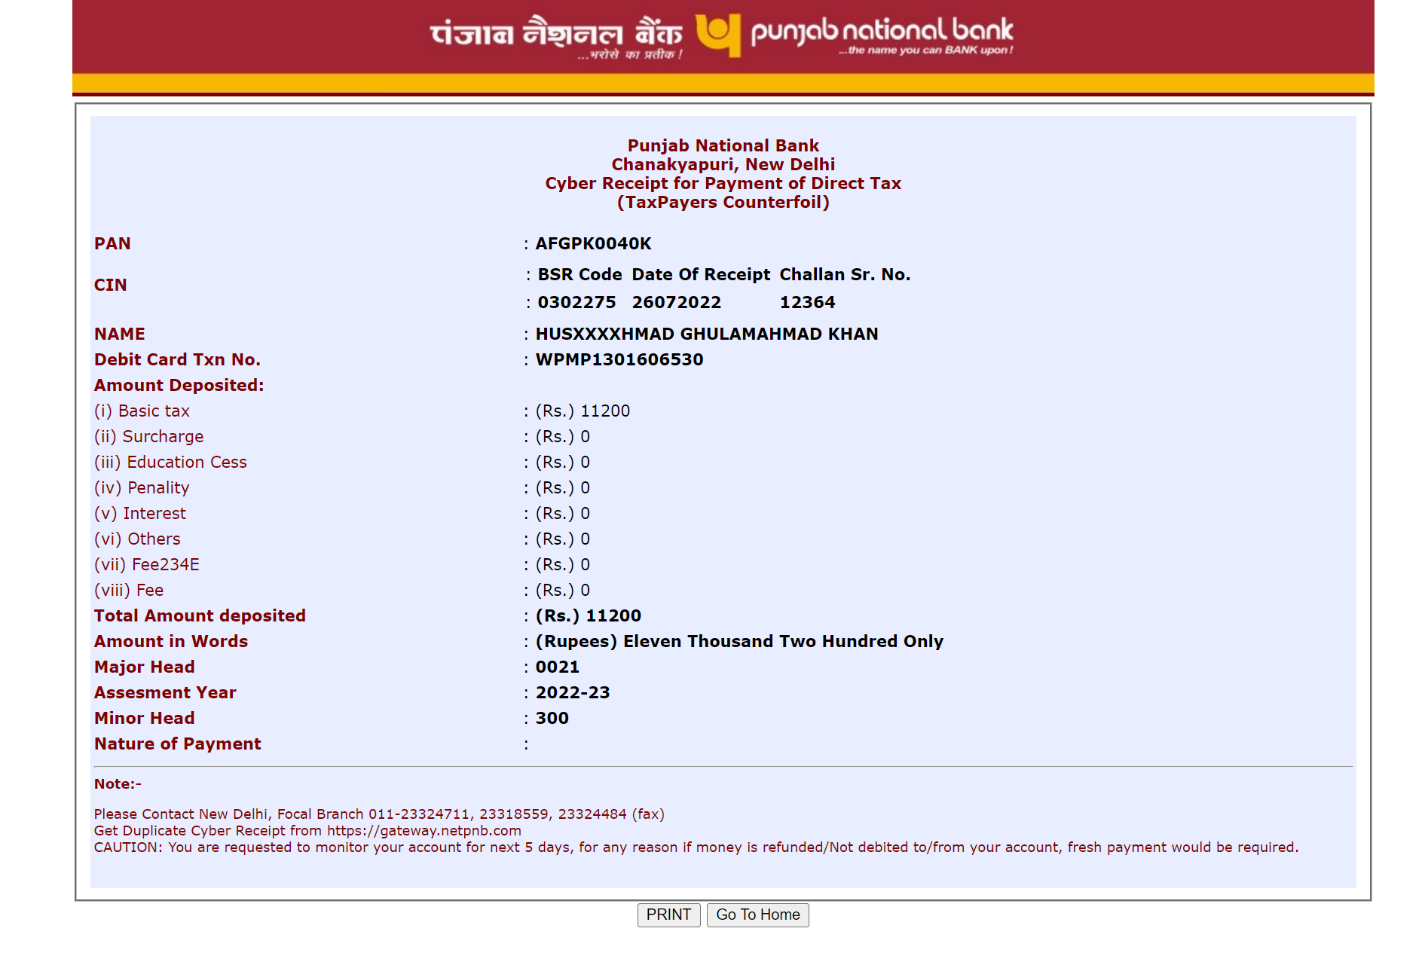 पंजाब नैशनल बैंक punjab national bank
...भरोसे का प्रतीक ! ...the name you can BANK upon !
Punjab National Bank
Chanakyapuri, New Delhi
Cyber Receipt for Payment of Direct Tax
(TaxPayers Counterfoil)
PAN : AFGPK0040K
CIN : BSR Code Date Of Receipt Challan Sr. No.
: 0302275 26072022 12364
NAME : HUSXXXXHMAD GHULAMAHMAD KHAN
Debit Card Txn No. : WPMP1301606530
Amount Deposited:
(i) Basic tax : (Rs.) 11200
(ii) Surcharge : (Rs.) 0
(iii) Education Cess : (Rs.) 0
(iv) Penality : (Rs.) 0
(v) Interest : (Rs.) 0
(vi) Others : (Rs.) 0
(vii) Fee234E : (Rs.) 0
(viii) Fee : (Rs.) 0
Total Amount deposited : (Rs.) 11200
Amount in Words : (Rupees) Eleven Thousand Two Hundred Only
Major Head : 0021
Assesment Year : 2022-23
Minor Head : 300
Nature of Payment :
Note:-
Please Contact New Delhi, Focal Branch 011-23324711, 23318559, 23324484 (fax)
Get Duplicate Cyber Receipt from https://gateway.netpnb.com
CAUTION: You are requested to monitor your account for next 5 days, for any reason if money is refunded/Not debited to/from your account, fresh payment would be required.
PRINT Go To Home